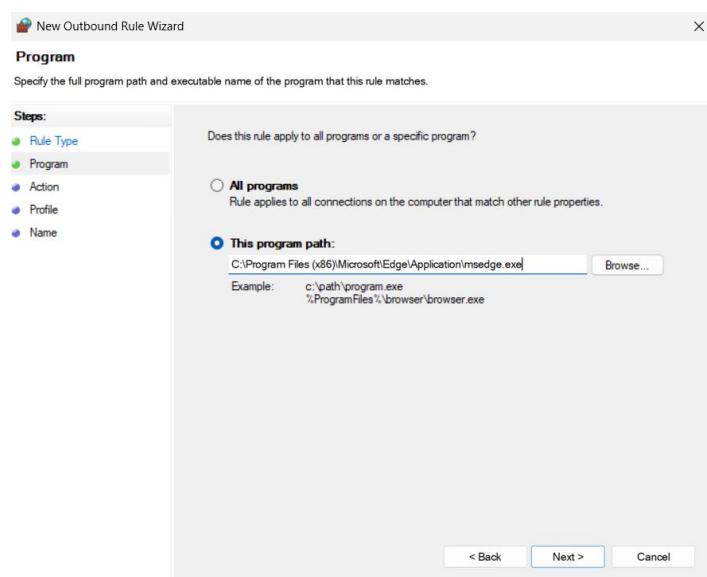 New Outbound Rule Wizard
Program
Specify the full program path and executable name of the program that this rule matches.
Steps:
Rule Type
Program
Action
Profile
Name
Does this rule apply to all programs or a specific program?
All programs
Rule applies to all connections on the computer that match other rule properties.
This program path:
C:\Program Files (x86)\Microsoft\Edge\Application\msedge.exe
Browse...
Example: c:\path\program.exe
%ProgramFiles%\browser\browser.exe
< Back Next > Cancel